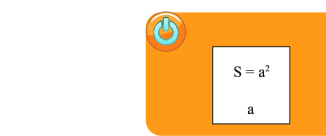 S = a²
a